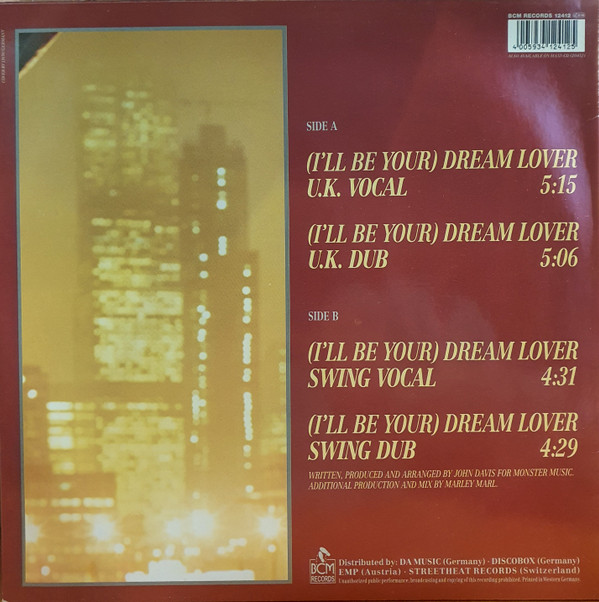 BCM RECORDS 12412
4 005934 124125
SIDE A
(I'LL BE YOUR) DREAM LOVER
U.K. VOCAL 5:15
(I'LL BE YOUR) DREAM LOVER
U.K. DUB 5:06
SIDE B
(I'LL BE YOUR) DREAM LOVER
SWING VOCAL 4:31
(I'LL BE YOUR) DREAM LOVER
SWING DUB 4:29
WRITTEN, PRODUCED AND ARRANGED BY JOHN DAVIS FOR MONSTER MUSIC.
ADDITIONAL PRODUCTION AND MIX BY MARLEY MARL.
BCM
RECORDS
Distributed by: DA MUSIC (Germany) · DISCOBOX (Germany)
EMP (Austria) · STREETHEAT RECORDS (Switzerland)
Unauthorized public performance, broadcasting and copying of this recording prohibited. Printed in Western Germany.